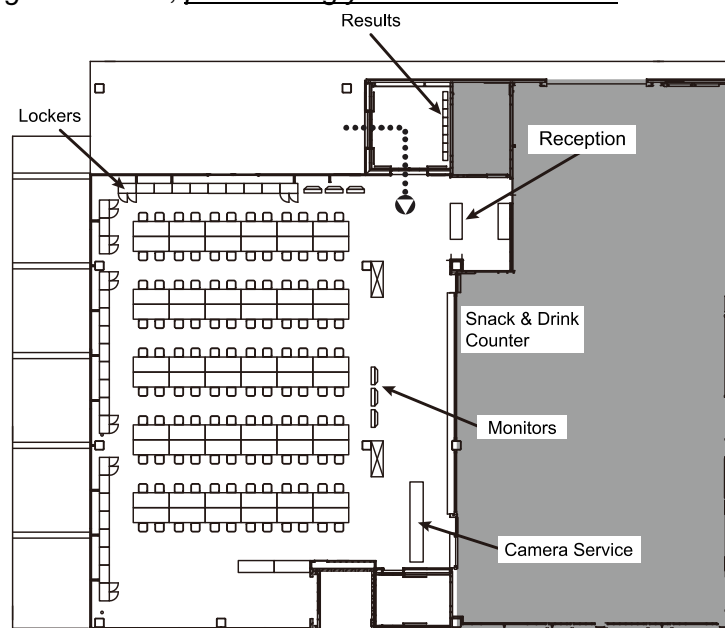 Results
Lockers
Reception
Snack & Drink
Counter
Monitors
Camera Service